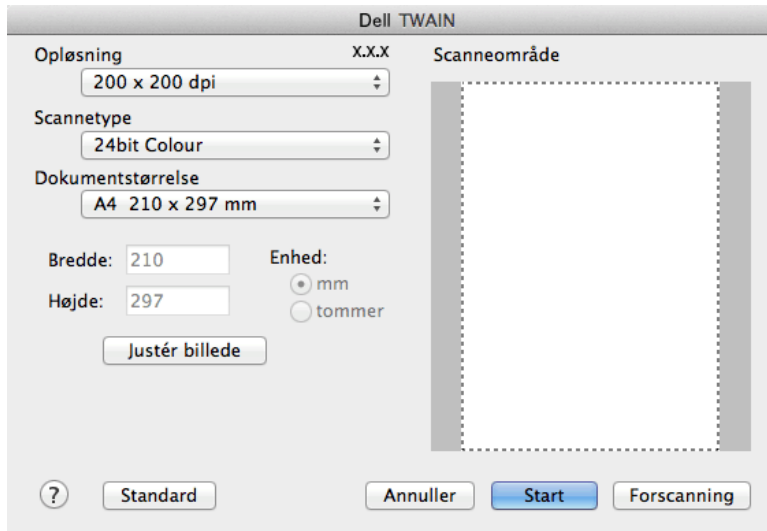 Dell TWAIN
Opløsning X.X.X
200 x 200 dpi
Scannetype
24bit Colour
Dokumentstørrelse
A4 210 x 297 mm
Bredde: 210
Højde: 297
Enhed:
mm
tommer
Justér billede
Scanneområde
? Standard Annuller Start Forscanning